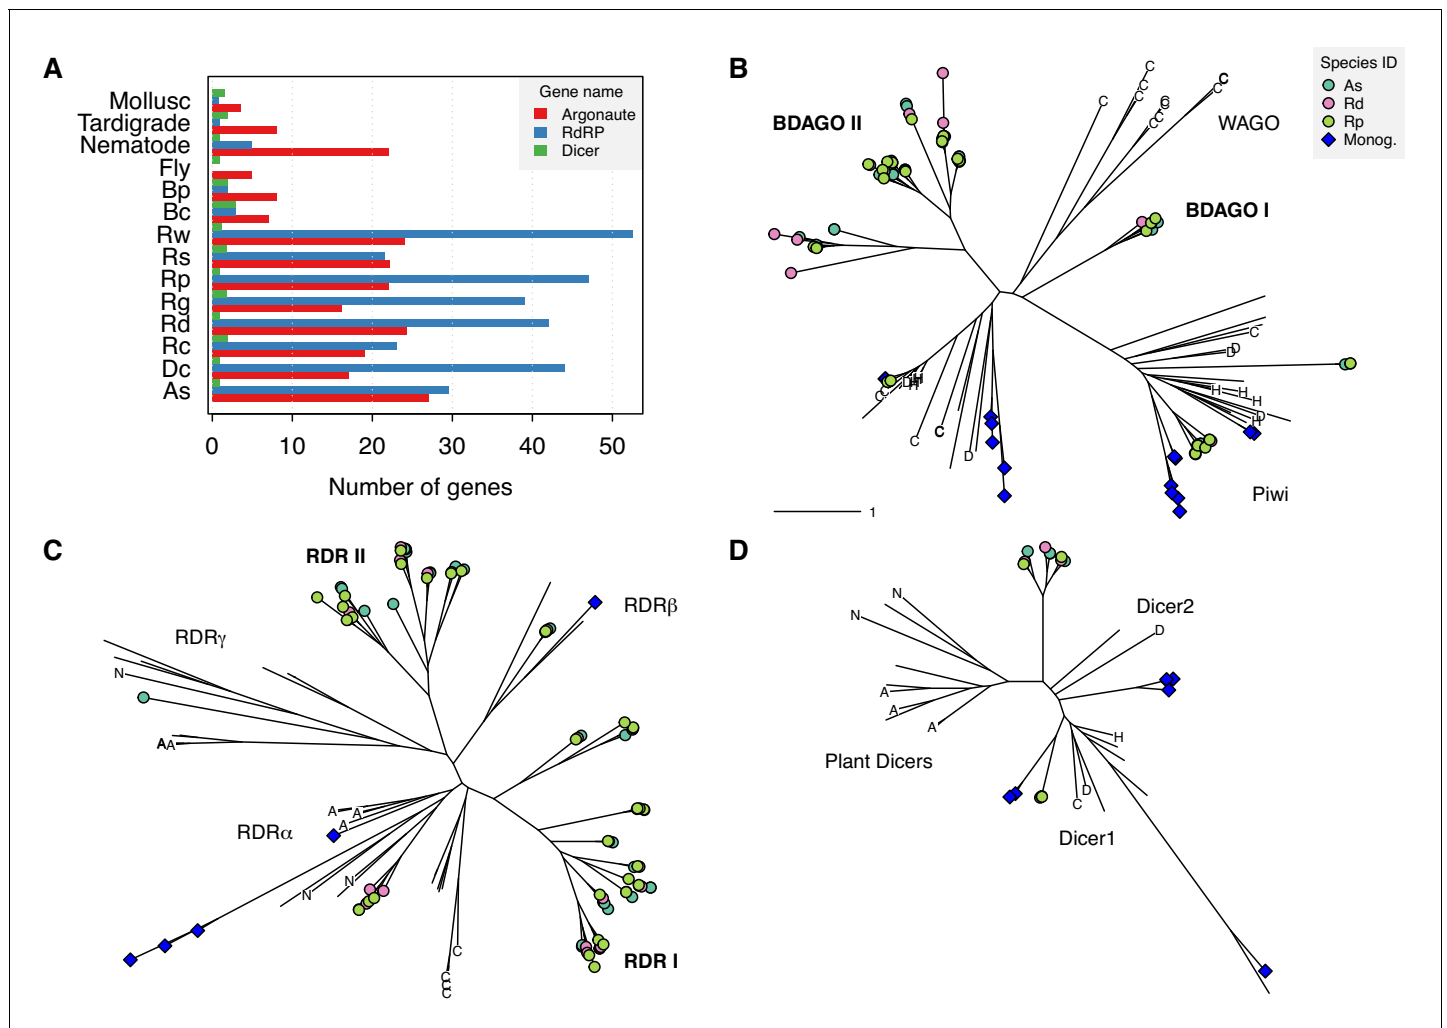 A
Gene name
Argonaute
RdRP
Dicer
Mollusc
Tardigrade
Nematode
Fly
Bp
Bc
Rw
Rs
Rp
Rg
Rd
Rc
Dc
As
0 10 20 30 40 50
Number of genes
B
Species ID
As
Rd
Rp
Monog.
BDAGO II
WAGO
BDAGO I
Piwi
1
C C C C C C C C C
C D D H H H D H
C D H H C C D
C
RDR II
RDRβ
RDRγ
RDRα
RDR I
N
A A
A A A
N N
C C C C
D
Dicer2
Plant Dicers
Dicer1
N N
D
A A A
H
D C